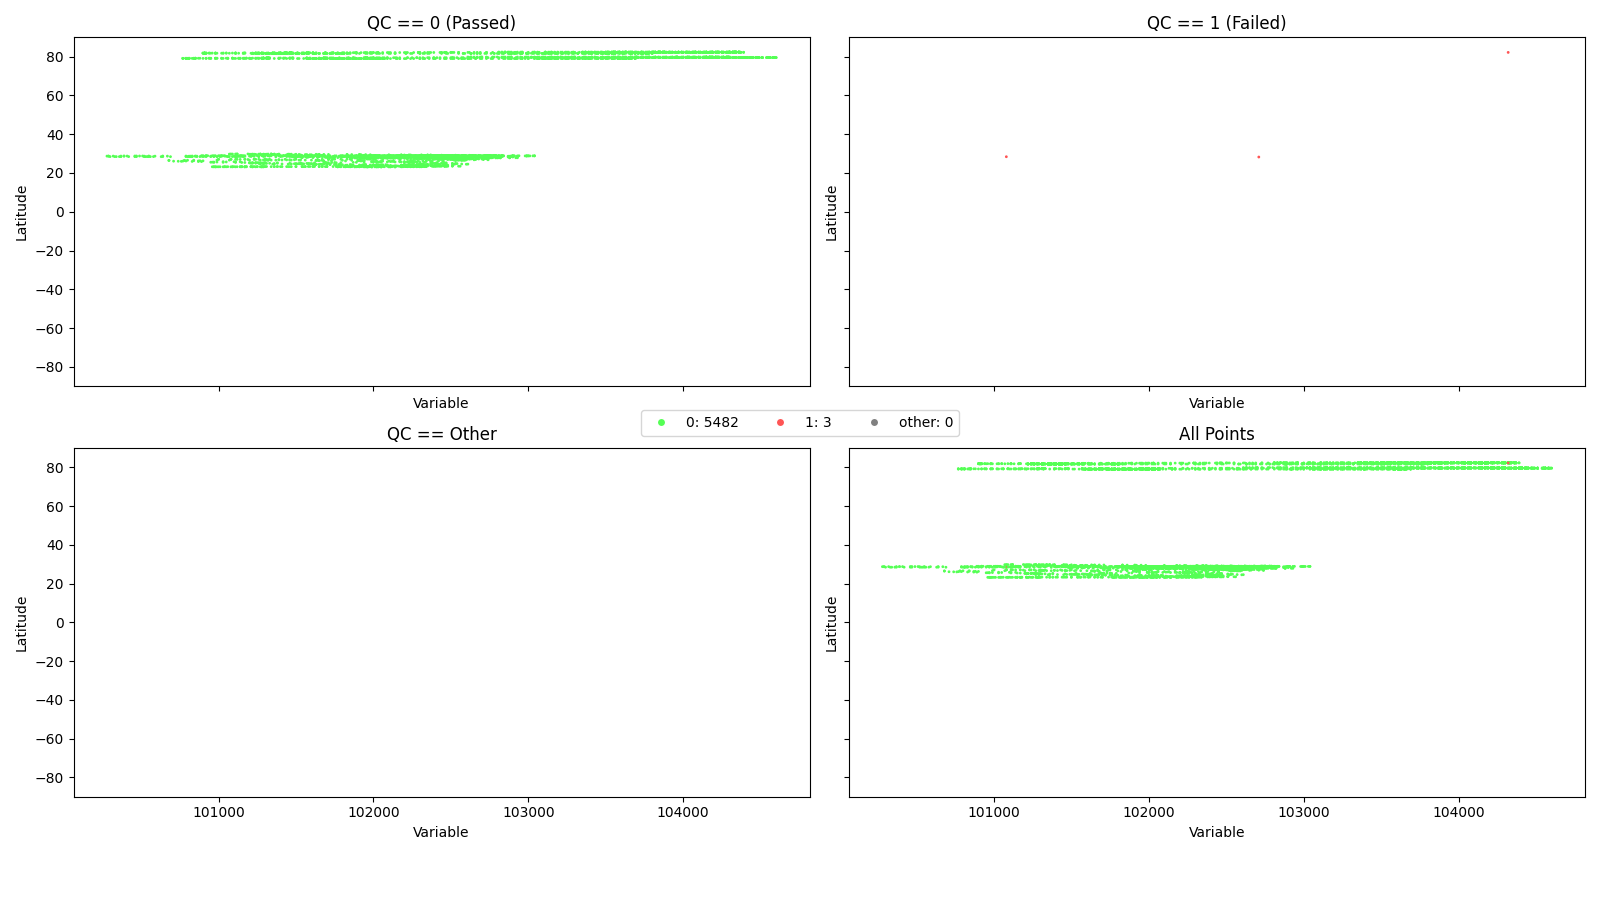 QC == 0 (Passed)
QC == 1 (Failed)
80
60
40
20
0
−20
−40
−60
−80
Latitude
Latitude
Variable
Variable
0: 5482 1: 3 other: 0
QC == Other
All Points
80
60
40
20
0
−20
−40
−60
−80
Latitude
Latitude
101000 102000 103000 104000
101000 102000 103000 104000
Variable
Variable